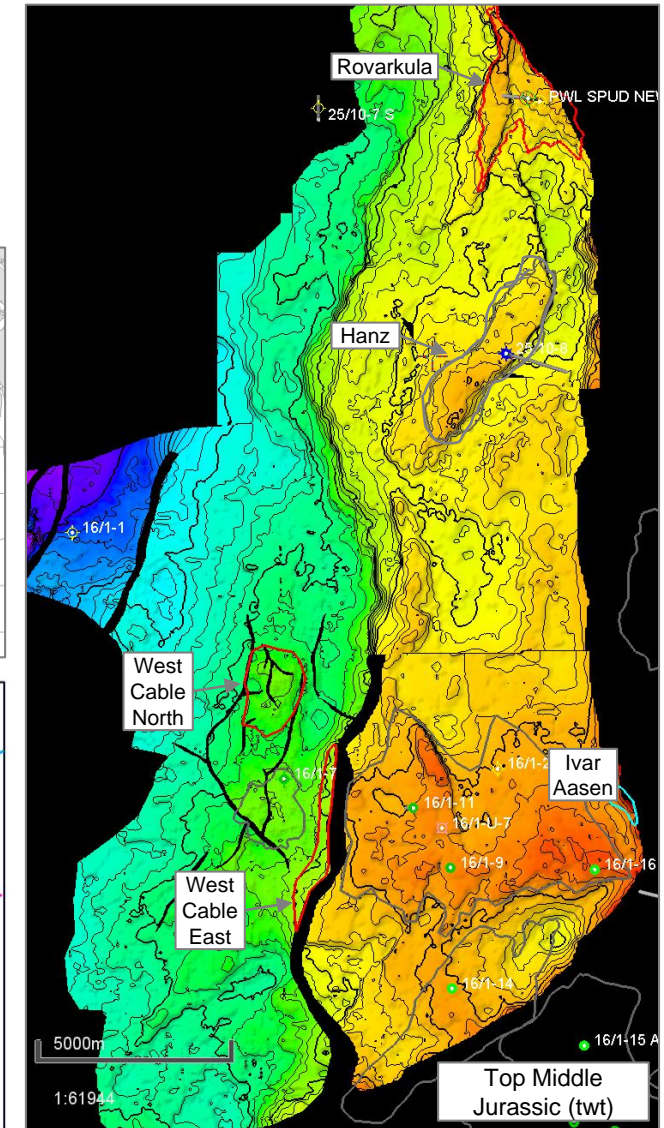 Rovarkula
25/10-7 S
PWL SPUD NEW
Hanz
25/10-8
16/1-1
West
Cable
North
16/1-7
16/1-2
Ivar
Aasen
16/1-11
16/1-U-7
16/1-9
16/1-16
West
Cable
East
16/1-14
16/1-15 A
5000m
1:61944
Top Middle
Jurassic (twt)